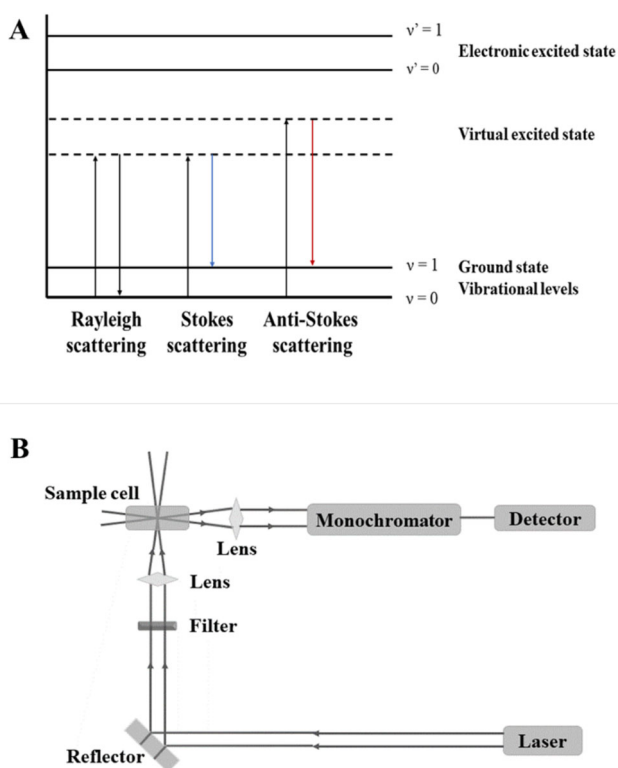 A
ν' = 1
Electronic excited state
ν' = 0
Virtual excited state
ν = 1
Ground state
Vibrational levels
ν = 0
Rayleigh
scattering
Stokes
scattering
Anti-Stokes
scattering
B
Sample cell
Monochromator
Detector
Lens
Lens
Filter
Laser
Reflector